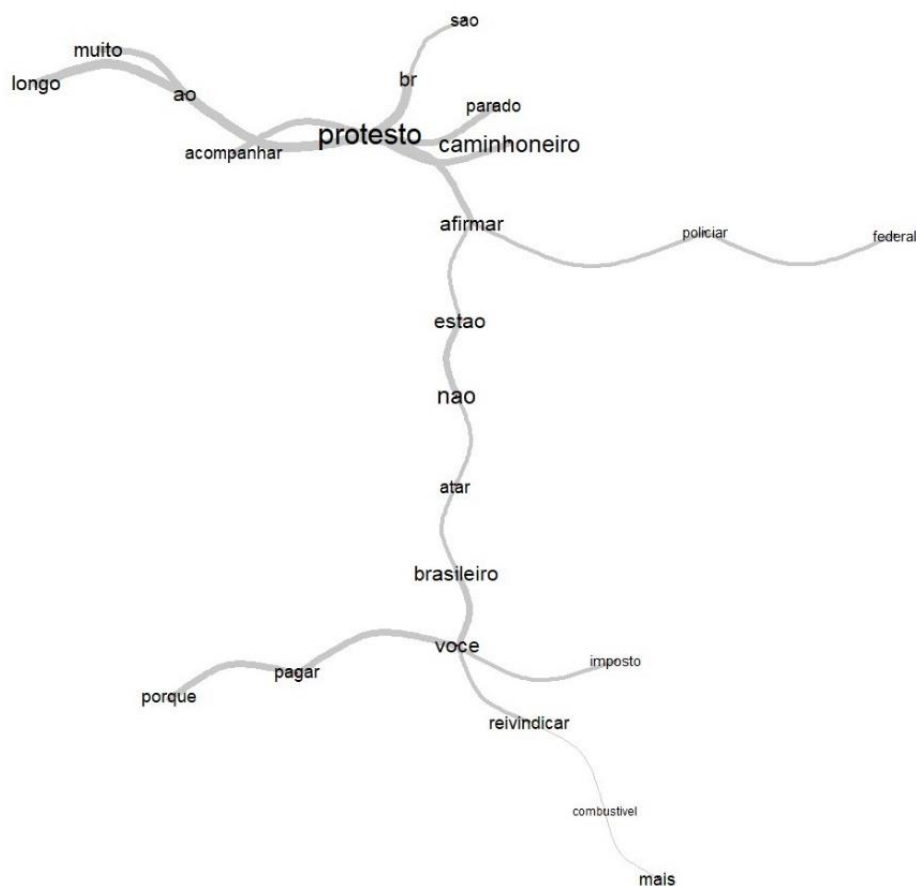 sao
muito
longo
br
ao
parado
protesto
caminhoneiro
acompanhar
afirmar
policiar
federal
estao
nao
atar
brasileiro
voce
imposto
pagar
porque
reivindicar
combustivel
mais